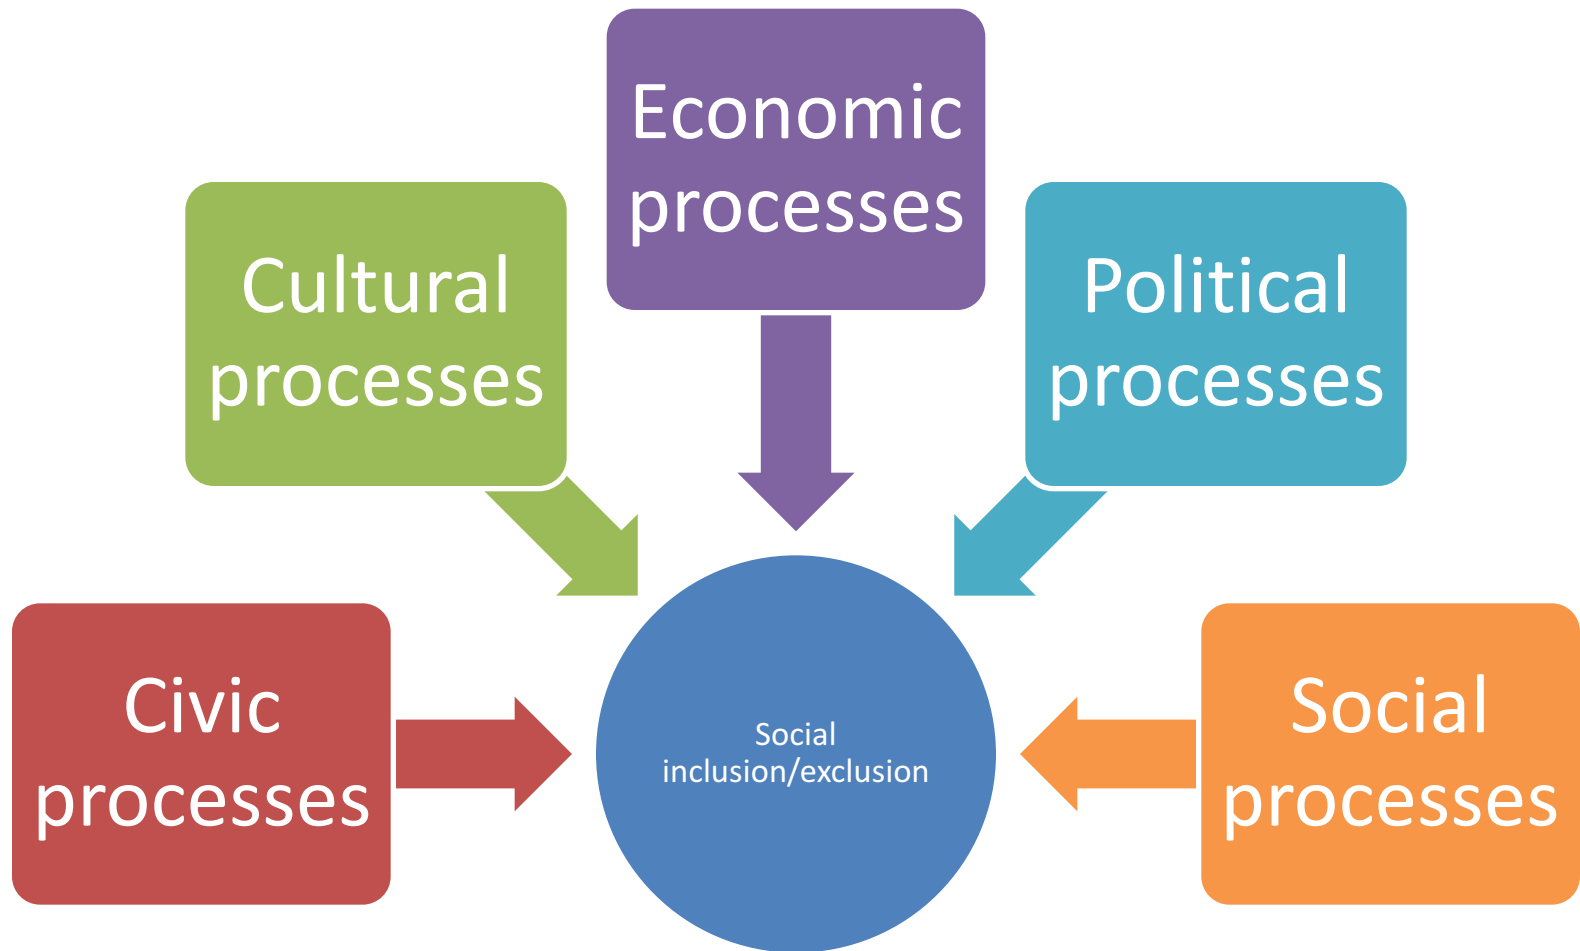 Economic
processes
Cultural
processes
Political
processes
Civic
processes
Social
inclusion/exclusion
Social
processes